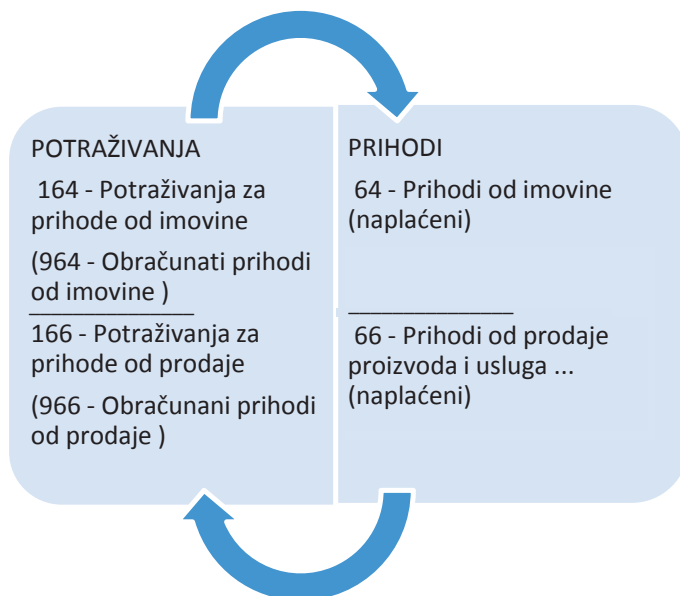 POTRAŽIVANJA
164 - Potraživanja za
prihode od imovine
(964 - Obračunati prihodi
od imovine )
166 - Potraživanja za
prihode od prodaje
(966 - Obračunani prihodi
od prodaje )
PRIHODI
64 - Prihodi od imovine
(naplaćeni)
66 - Prihodi od prodaje
proizvoda i usluga ...
(naplaćeni)